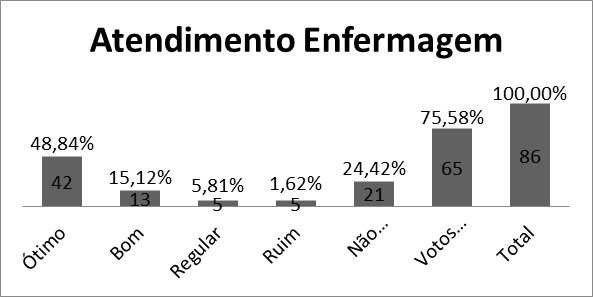 Atendimento Enfermagem
100,00%
75,58%
48,84%
24,42%
15,12%
5,81%
1,62%
42
13
5
5
21
65
86
Ótimo
Bom
Regular
Ruim
Não...
Votos...
Total